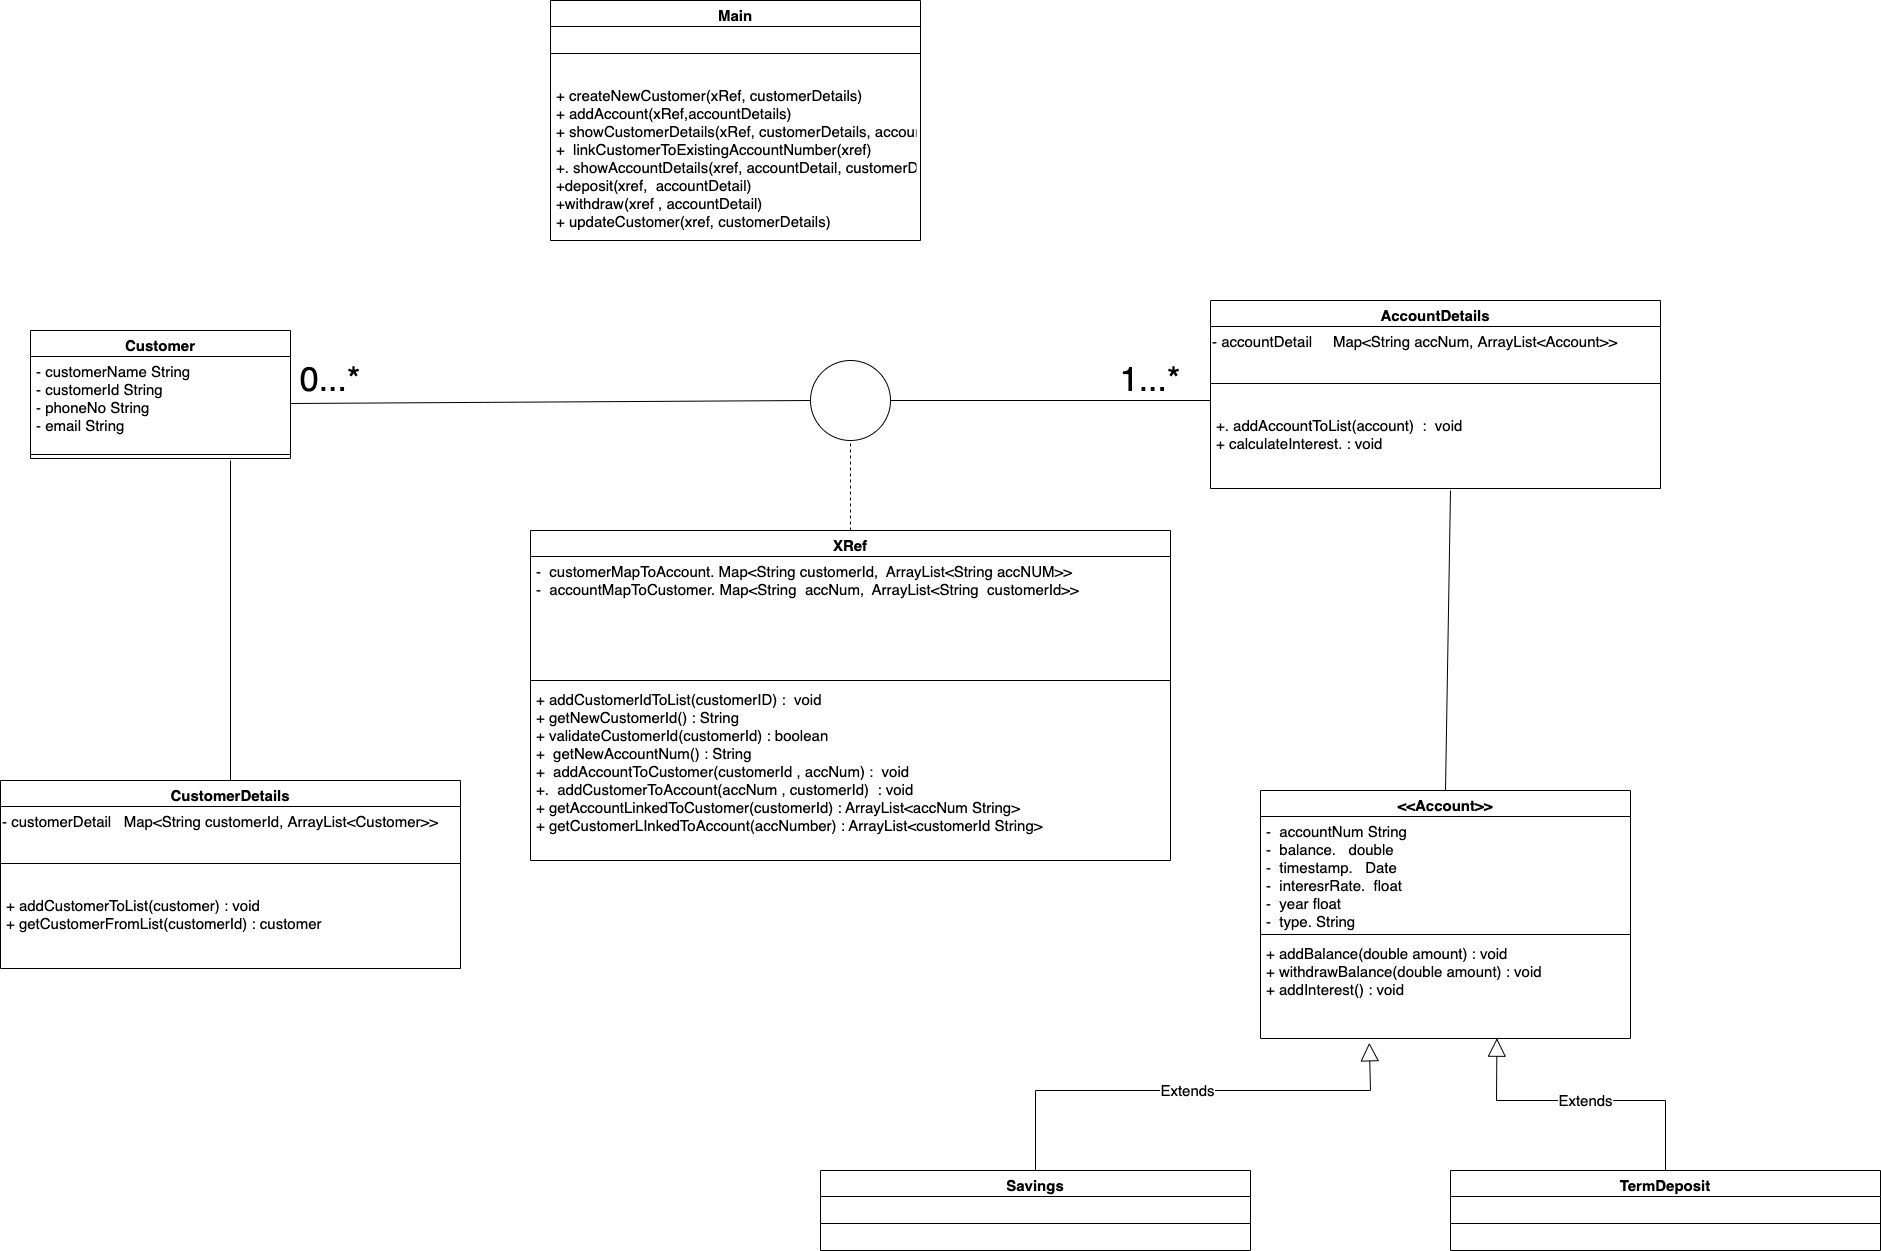 Main
+ createNewCustomer(xRef, customerDetails)
+ addAccount(xRef,accountDetails)
+ showCustomerDetails(xRef, customerDetails,
+  linkCustomerToExistingAccountNumber(xref)
+. showAccountDetails(xref, accountDetail,
+deposit(xref,  accountDetail)
+withdraw(xref , accountDetail)
+ updateCustomer(xref, customerDetails)
Customer
- customerName String
- customerId String
- phoneNo String
- email String
0...*
1...*
AccountDetails
- accountDetail     Map<String accNum, ArrayList<Account>>
+. addAccountToList(account)  :  void
+ calculateInterest. : void
XRef
-  customerMapToAccount. Map<String customerId,  ArrayList<String accNUM>>
-  accountMapToCustomer. Map<String  accNum,  ArrayList<String  customerId>>
+ addCustomerIdToList(customerID) :  void
+ getNewCustomerId() : String
+ validateCustomerId(customerId) : boolean
+  getNewAccountNum() : String
+  addAccountToCustomer(customerId , accNum) :  void
+.  addCustomerToAccount(accNum , customerId)  : void
+ getAccountLinkedToCustomer(customerId) : ArrayList<accNum String>
+ getCustomerLInkedToAccount(accNumber) : ArrayList<customerId String>
CustomerDetails
- customerDetail   Map<String customerId, ArrayList<Customer>>
+ addCustomerToList(customer) : void
+ getCustomerFromList(customerId) : customer
<<Account>>
-  accountNum String
-  balance.   double
-  timestamp.   Date
-  interesrRate.  float
-  year float
-  type. String
+ addBalance(double amount) : void
+ withdrawBalance(double amount) : void
+ addInterest() : void
Extends
Extends
Savings
TermDeposit